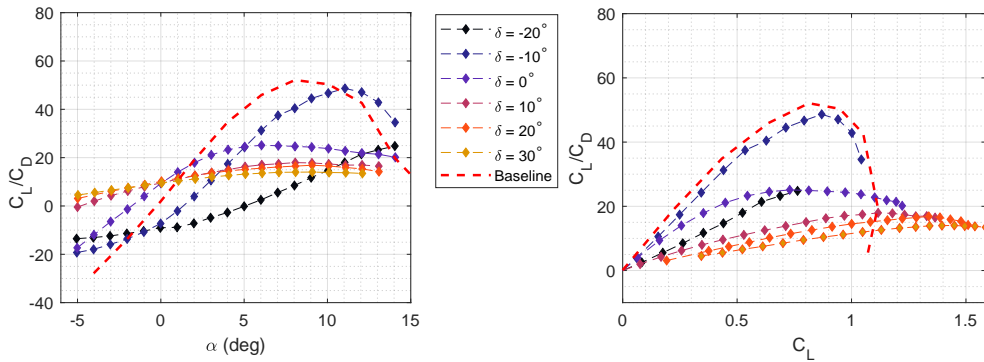 80
60
40
20
0
-20
-40
-5
0
5
10
15
C_L/C_D
α (deg)
δ = -20°
δ = -10°
δ = 0°
δ = 10°
δ = 20°
δ = 30°
Baseline
80
60
40
20
0
-10
0
0.5
1
1.5
C_L/C_D
C_L